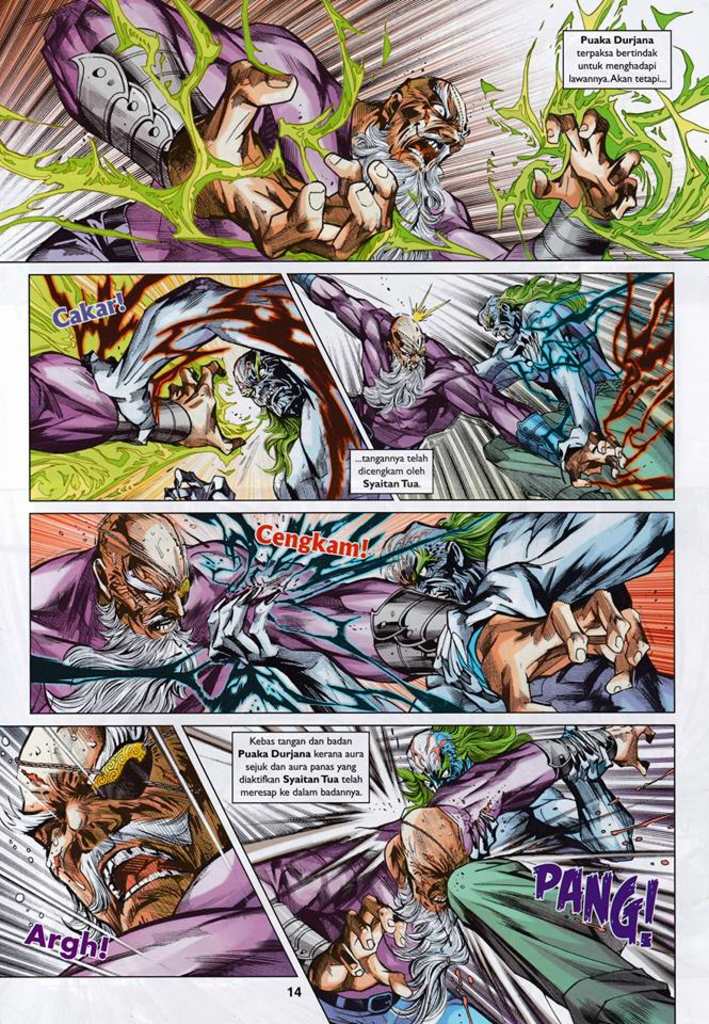 Puaka Durjana
terpaksa bertindak
untuk menghadapi
lawannya.Akan tetapi...
Cakar!
...tangannya telah
dicengkam oleh
Syaitan Tua.
Cengkam!
Kebas tangan dan badan
Puaka Durjana kerana aura
sejuk dan aura panas yang
diaktifkan Syaitan Tua telah
meresap ke dalam badannya.
Argh!
PANG!
14